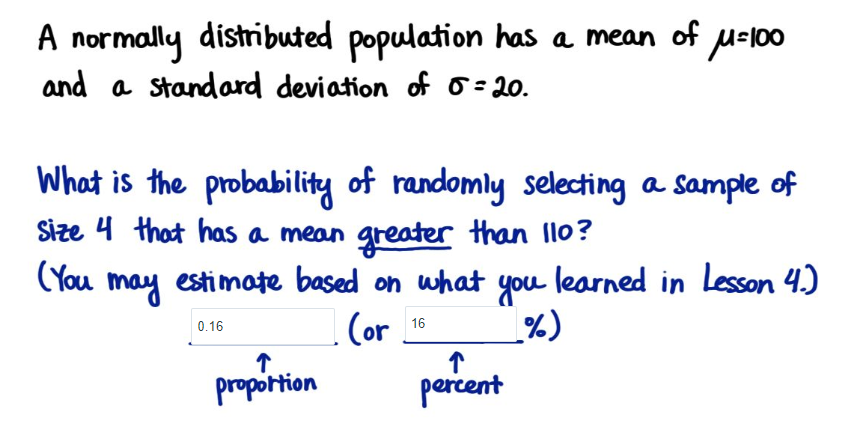 A normally distributed population has a mean of μ=100
and a standard deviation of σ=20.
What is the probability of randomly selecting a sample of
size 4 that has a mean greater than 110?
(You may estimate based on what you learned in Lesson 4.)
0.16 (or 16 %)
↑ ↑
proportion percent